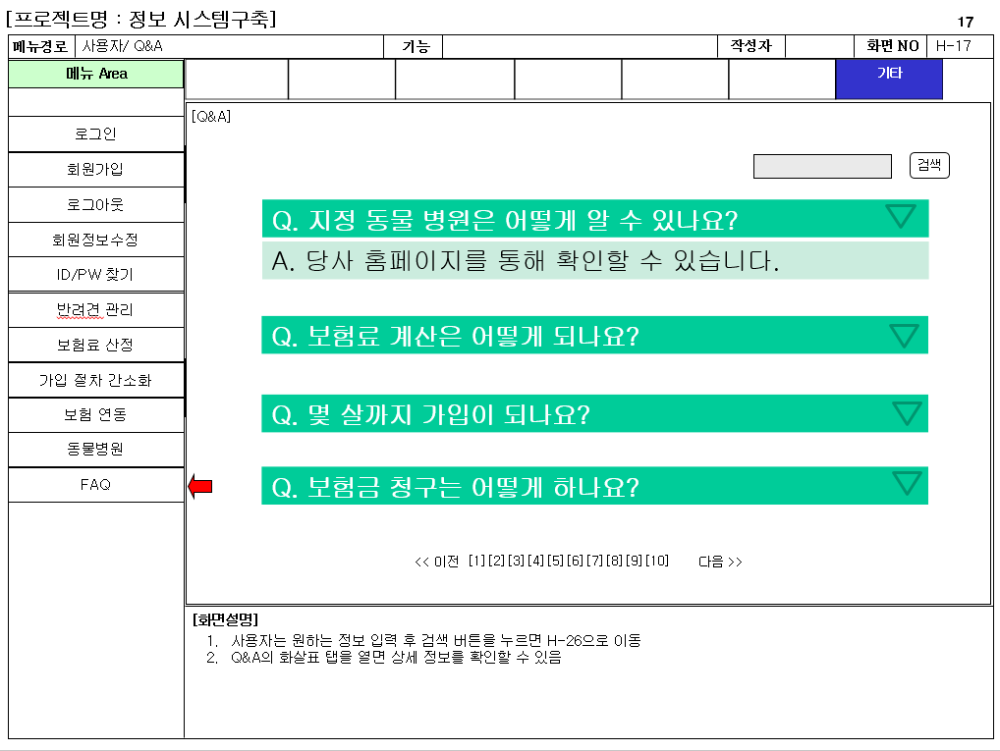 [프로젝트명 : 정보 시스템구축]
17
메뉴경로 사용자/ Q&A 기능 작성자 화면 NO H-17
메뉴 Area
기타
로그인
회원가입
로그아웃
회원정보수정
ID/PW 찾기
반려견 관리
보험료 산정
가입 절차 간소화
보험 연동
동물병원
FAQ
[Q&A]
검색
Q. 지정 동물 병원은 어떻게 알 수 있나요?
A. 당사 홈페이지를 통해 확인할 수 있습니다.
Q. 보험료 계산은 어떻게 되나요?
Q. 몇 살까지 가입이 되나요?
Q. 보험금 청구는 어떻게 하나요?
<< 이전 [1][2][3][4][5][6][7][8][9][10] 다음 >>
[화면설명]
1. 사용자는 원하는 정보 입력 후 검색 버튼을 누르면 H-26으로 이동
2. Q&A의 화살표 탭을 열면 상세 정보를 확인할 수 있음